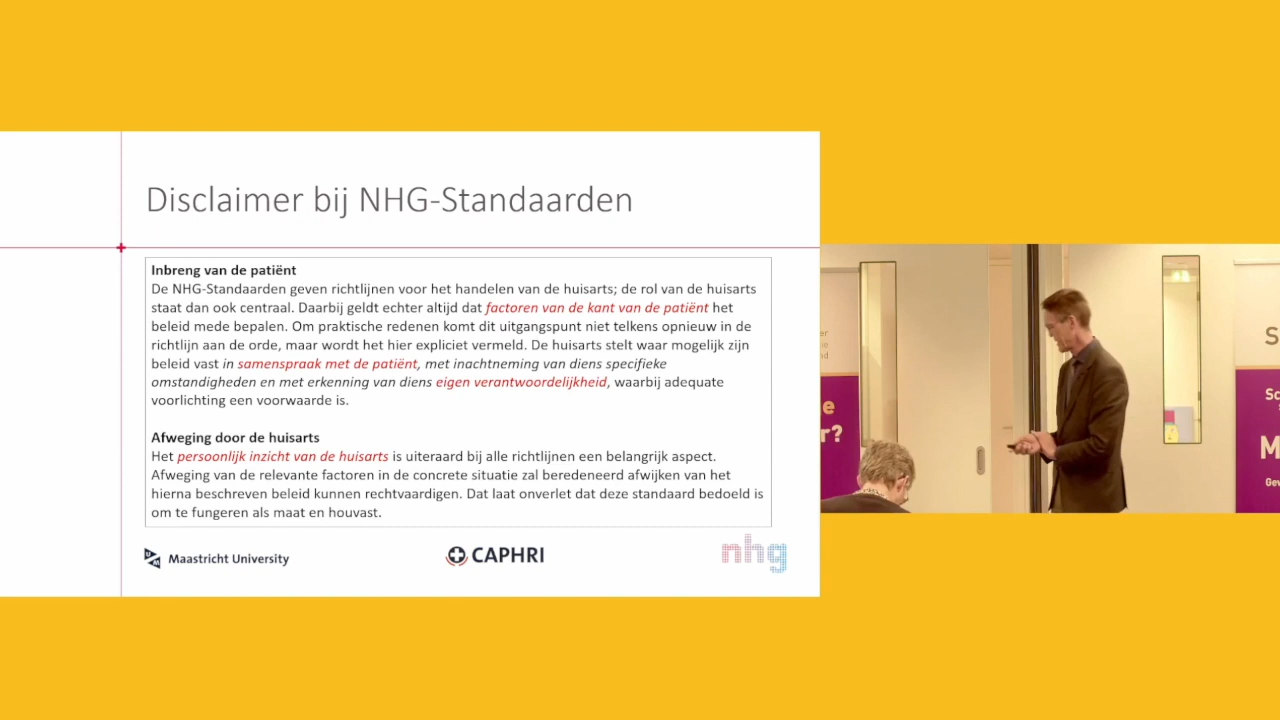 Disclaimer bij NHG-Standaarden
Inbreng van de patiënt
De NHG-Standaarden geven richtlijnen voor het handelen van de huisarts; de rol van de huisarts
staat dan ook centraal. Daarbij geldt echter altijd dat factoren van de kant van de patiënt het
beleid mede bepalen. Om praktische redenen komt dit uitgangspunt niet telkens opnieuw in de
richtlijn aan de orde, maar wordt het hier expliciet vermeld. De huisarts stelt waar mogelijk zijn
beleid vast in samenspraak met de patiënt, met inachtneming van diens specifieke
omstandigheden en met erkenning van diens eigen verantwoordelijkheid, waarbij adequate
voorlichting een voorwaarde is.
Afweging door de huisarts
Het persoonlijk inzicht van de huisarts is uiteraard bij alle richtlijnen een belangrijk aspect.
Afweging van de relevante factoren in de concrete situatie zal beredeneerd afwijken van het
hierna beschreven beleid kunnen rechtvaardigen. Dat laat onverlet dat deze standaard bedoeld is
om te fungeren als maat en houvast.
Maastricht University
CAPHRI
nhg
e
r?
S
M